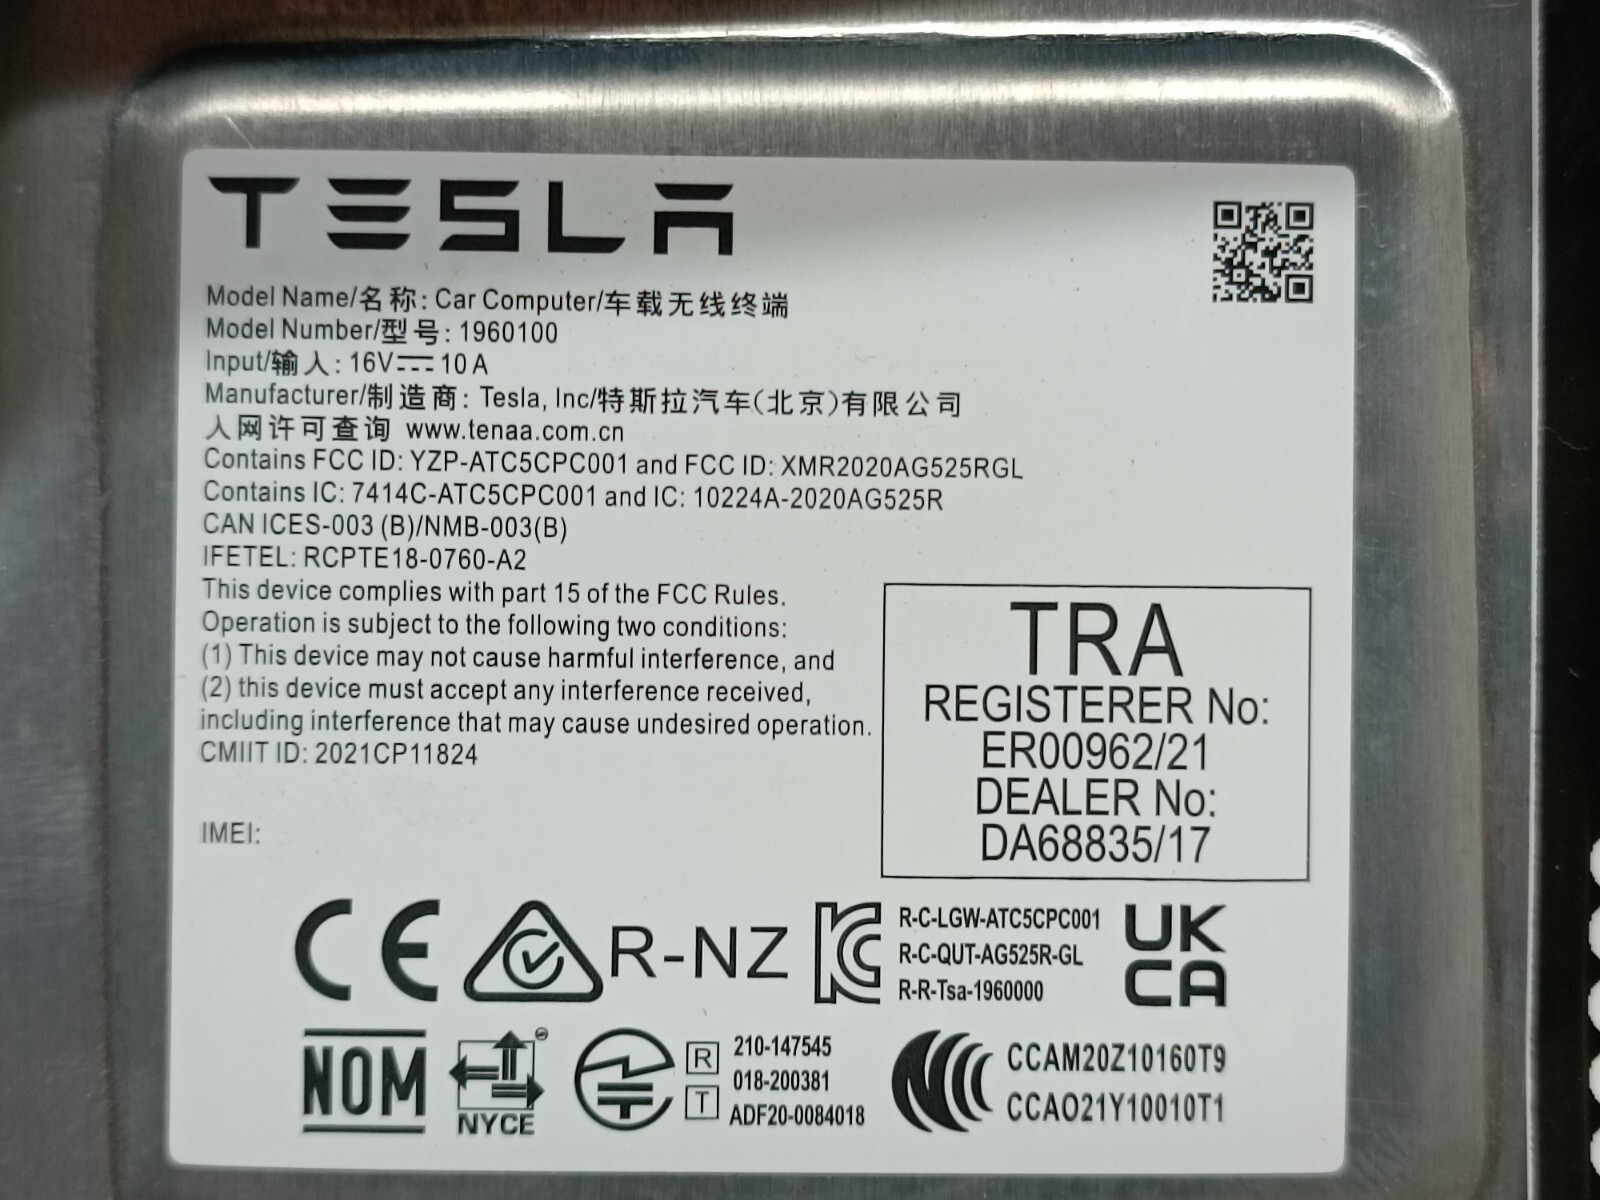 TESLA
Model Name/名称: Car Computer/车载无线终端
Model Number/型号: 1960100
Input/输入: 16V⎓10A
Manufacturer/制造商: Tesla, Inc/特斯拉汽车(北京)有限公司
入网许可查询 www.tenaa.com.cn
Contains FCC ID: YZP-ATC5CPC001 and FCC ID: XMR2020AG525RGL
Contains IC: 7414C-ATC5CPC001 and IC: 10224A-2020AG525R
CAN ICES-003 (B)/NMB-003(B)
IFETEL: RCPTE18-0760-A2
This device complies with part 15 of the FCC Rules.
Operation is subject to the following two conditions:
(1) This device may not cause harmful interference, and
(2) this device must accept any interference received,
including interference that may cause undesired operation.
CMIIT ID: 2021CP11824
IMEI:
TRA
REGISTERER No:
ER00962/21
DEALER No:
DA68835/17
CE
R-NZ
R-C-LGW-ATC5CPC001
R-C-QUT-AG525R-GL
R-R-Tsa-1960000
UK
CA
NOM
NYCE
R 210-147545
018-200381
T ADF20-0084018
CCAM20Z10160T9
CCAO21Y10010T1